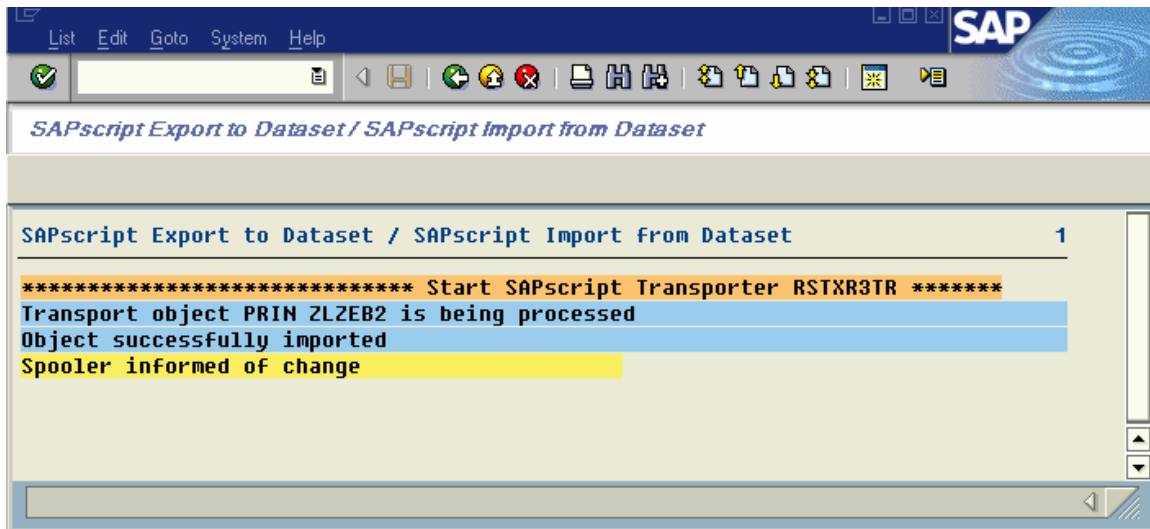 List Edit Goto System Help
SAP
SAPscript Export to Dataset / SAPscript Import from Dataset
SAPscript Export to Dataset / SAPscript Import from Dataset 1
****************************** Start SAPscript Transporter RSTXR3TR *******
Transport object PRIN ZLZEB2 is being processed
Object successfully imported
Spooler informed of change